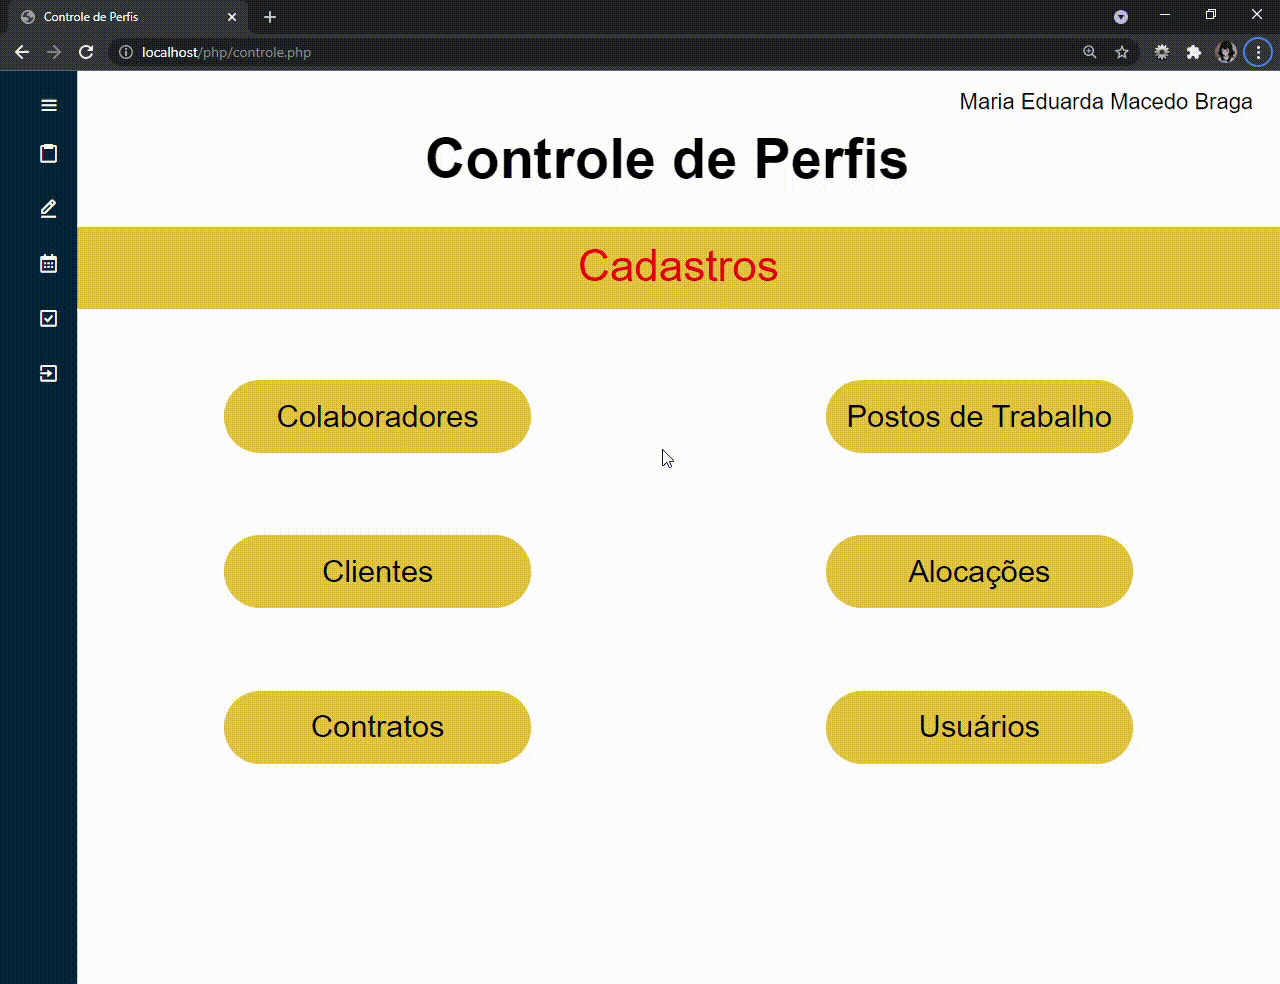 Controle de Perfis
localhost/php/controle.php
Maria Eduarda Macedo Braga
Controle de Perfis
Cadastros
Colaboradores
Postos de Trabalho
Clientes
Alocações
Contratos
Usuários